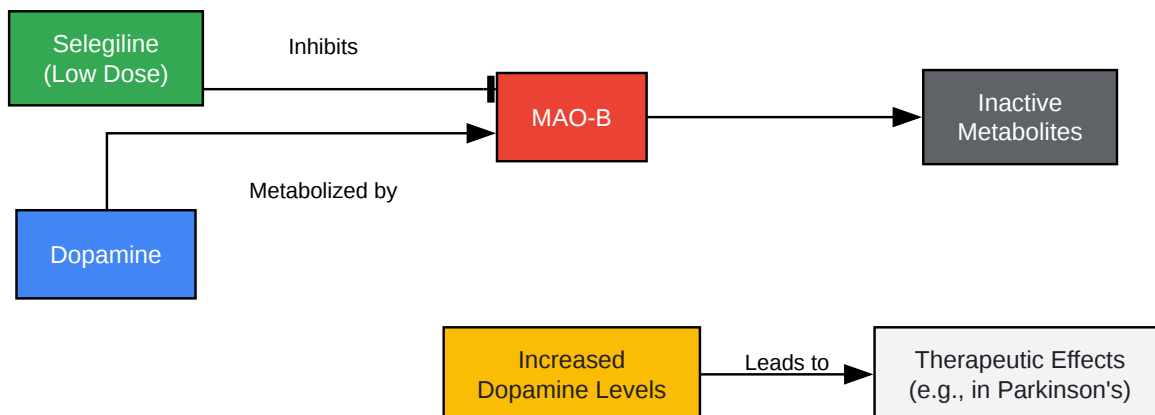 Selegiline
(Low Dose)
Inhibits
MAO-B
Inactive
Metabolites
Metabolized by
Dopamine
Increased
Dopamine Levels
Leads to
Therapeutic Effects
(e.g., in Parkinson's)